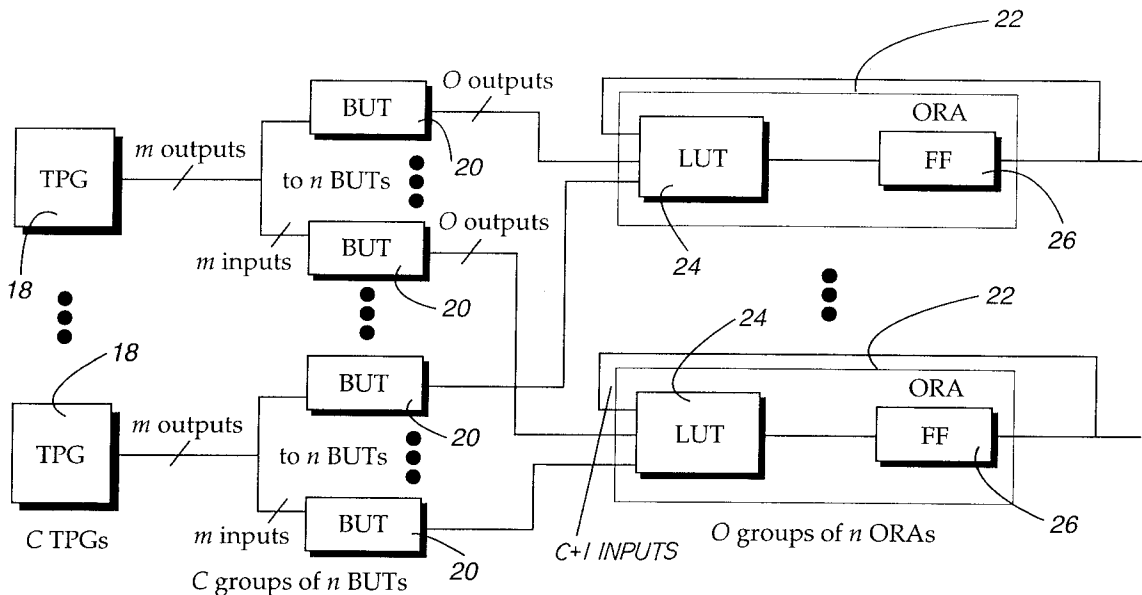 22
O outputs
BUT
ORA
m outputs
20
LUT
FF
TPG
to n BUTs
O outputs
24
26
BUT
m inputs
18
20
24
22
18
BUT
ORA
m outputs
20
LUT
FF
TPG
to n BUTs
BUT
26
m inputs
O groups of n ORAs
C TPGs
20
C+1 INPUTS
C groups of n BUTs